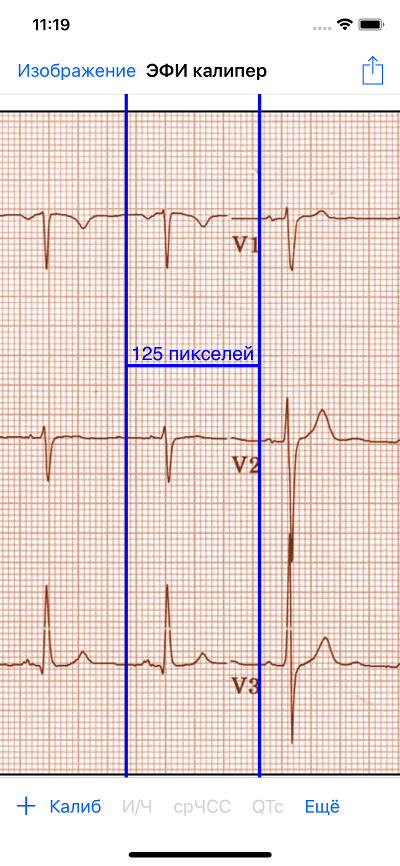 11:19
Изображение ЭФИ калипер
V1
125 пикселей
V2
V3
+ Калиб И/Ч срЧСС QTc Ещё